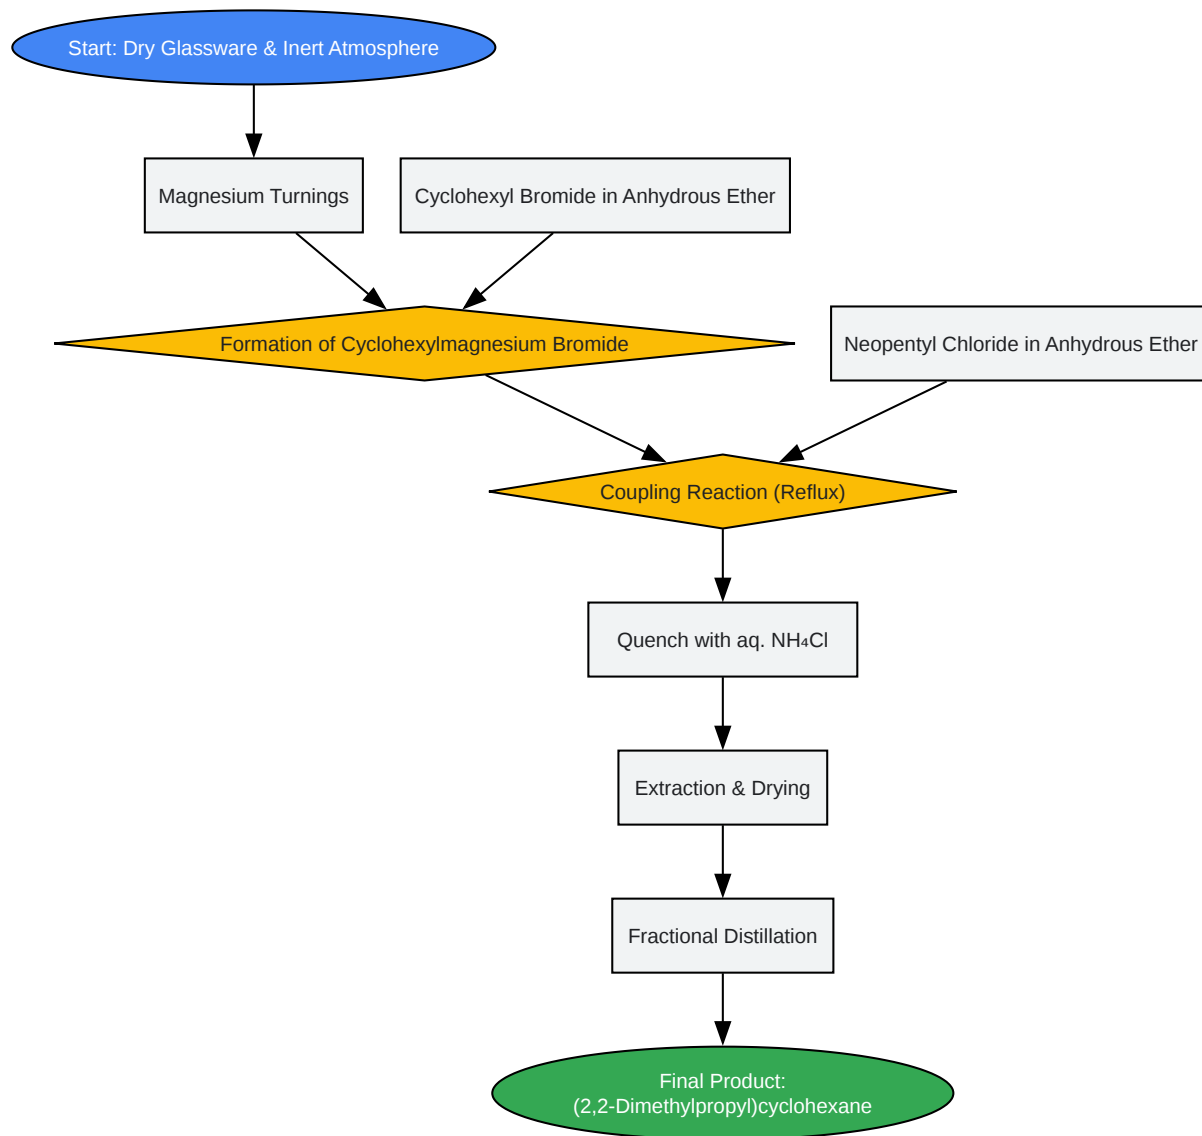 Start: Dry Glassware & Inert Atmosphere
Magnesium Turnings
Cyclohexyl Bromide in Anhydrous Ether
Formation of Cyclohexylmagnesium Bromide
Neopentyl Chloride in Anhydrous Ether
Coupling Reaction (Reflux)
Quench with aq. NH₄Cl
Extraction & Drying
Fractional Distillation
Final Product:
(2,2-Dimethylpropyl)cyclohexane